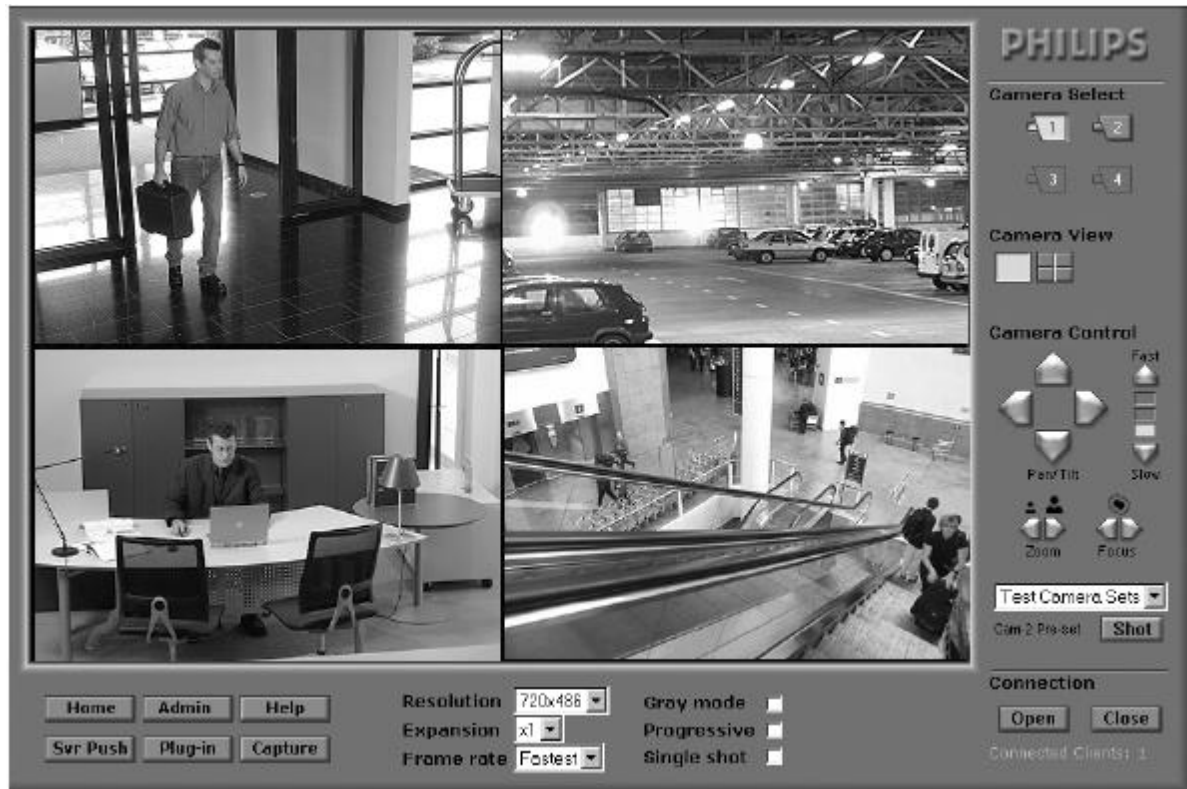 PHILIPS
Camera Select
1 2
3 4
Camera View
Camera Control
Fast
Pan/Tilt
Slow
Zoom Focus
Test Camera Sets
Cam-2 Pre-set Shot
Connection
Open Close
Connected Clients: 1
Home Admin Help
Svr Push Plug-in Capture
Resolution 720x486
Expansion x1
Frame rate Fastest
Gray mode
Progressive
Single shot